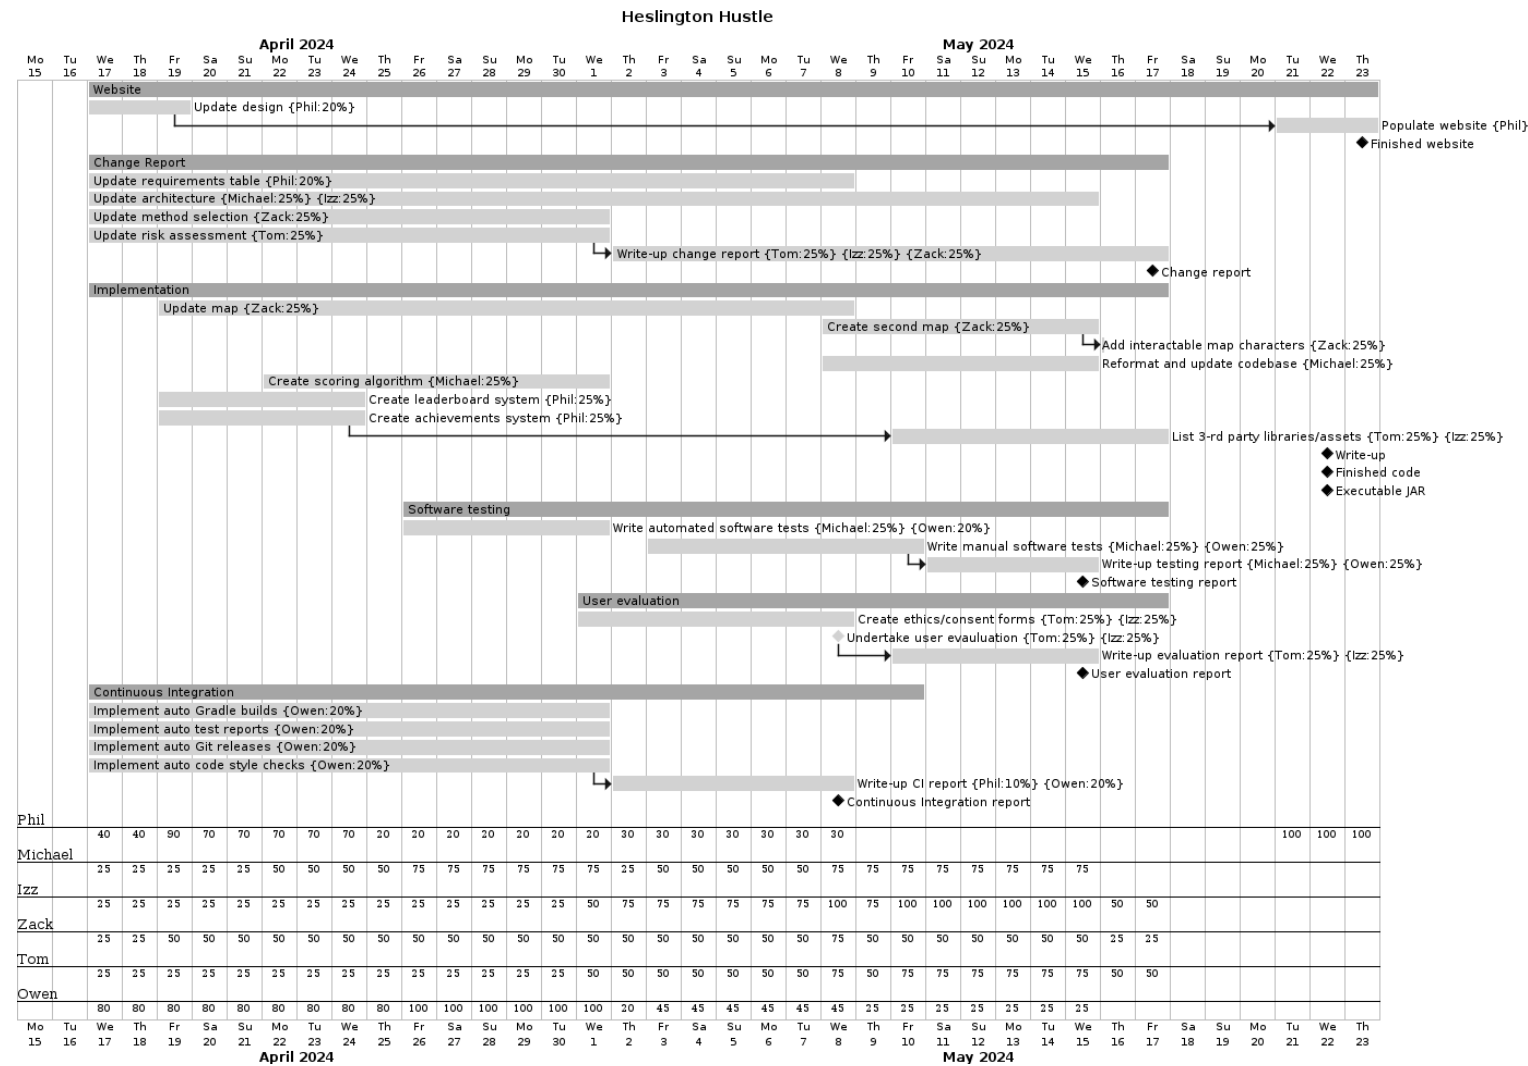 Heslington Hustle
April 2024 May 2024
Mo Tu We Th Fr Sa Su Mo Tu We Th Fr Sa Su Mo Tu We Th Fr Sa Su Mo Tu We Th Fr Sa Su Mo Tu We Th Fr Sa Su Mo Tu We Th
15 16 17 18 19 20 21 22 23 24 25 26 27 28 29 30 1 2 3 4 5 6 7 8 9 10 11 12 13 14 15 16 17 18 19 20 21 22 23
Website
Update design {Phil:20%}
Populate website {Phil}
Finished website
Change Report
Update requirements table {Phil:20%}
Update architecture {Michael:25%} {Izz:25%}
Update method selection {Zack:25%}
Update risk assessment {Tom:25%}
Write-up change report {Tom:25%} {Izz:25%} {Zack:25%}
Change report
Implementation
Update map {Zack:25%}
Create second map {Zack:25%}
Add interactable map characters {Zack:25%}
Reformat and update codebase {Michael:25%}
Create scoring algorithm {Michael:25%}
Create leaderboard system {Phil:25%}
Create achievements system {Phil:25%}
List 3-rd party libraries/assets {Tom:25%} {Izz:25%}
Write-up
Finished code
Executable JAR
Software testing
Write automated software tests {Michael:25%} {Owen:20%}
Write manual software tests {Michael:25%} {Owen:25%}
Write-up testing report {Michael:25%} {Owen:25%}
Software testing report
User evaluation
Create ethics/consent forms {Tom:25%} {Izz:25%}
Undertake user evauluation {Tom:25%} {Izz:25%}
Write-up evaluation report {Tom:25%} {Izz:25%}
User evaluation report
Continuous Integration
Implement auto Gradle builds {Owen:20%}
Implement auto test reports {Owen:20%}
Implement auto Git releases {Owen:20%}
Implement auto code style checks {Owen:20%}
Write-up CI report {Phil:10%} {Owen:20%}
Continuous Integration report
Phil
40 40 90 70 70 70 70 70 20 20 20 20 20 20 20 30 30 30 30 30 30 30 100 100 100
Michael
25 25 25 25 25 50 50 50 50 75 75 75 75 75 75 25 50 50 50 50 50 75 75 75 75 75 75 75 75
Izz
25 25 25 25 25 25 25 25 25 25 25 25 25 25 50 75 75 75 75 75 75 100 75 100 100 100 100 100 100 50 50
Zack
25 25 50 50 50 50 50 50 50 50 50 50 50 50 50 50 50 50 50 50 50 75 50 50 50 50 50 50 50 25 25
Tom
25 25 25 25 25 25 25 25 25 25 25 25 25 25 50 50 50 50 50 50 50 75 50 75 75 75 75 75 75 50 50
Owen
80 80 80 80 80 80 80 80 80 100 100 100 100 100 100 20 45 45 45 45 45 45 25 25 25 25 25 25 25
Mo Tu We Th Fr Sa Su Mo Tu We Th Fr Sa Su Mo Tu We Th Fr Sa Su Mo Tu We Th Fr Sa Su Mo Tu We Th Fr Sa Su Mo Tu We Th
15 16 17 18 19 20 21 22 23 24 25 26 27 28 29 30 1 2 3 4 5 6 7 8 9 10 11 12 13 14 15 16 17 18 19 20 21 22 23
April 2024 May 2024